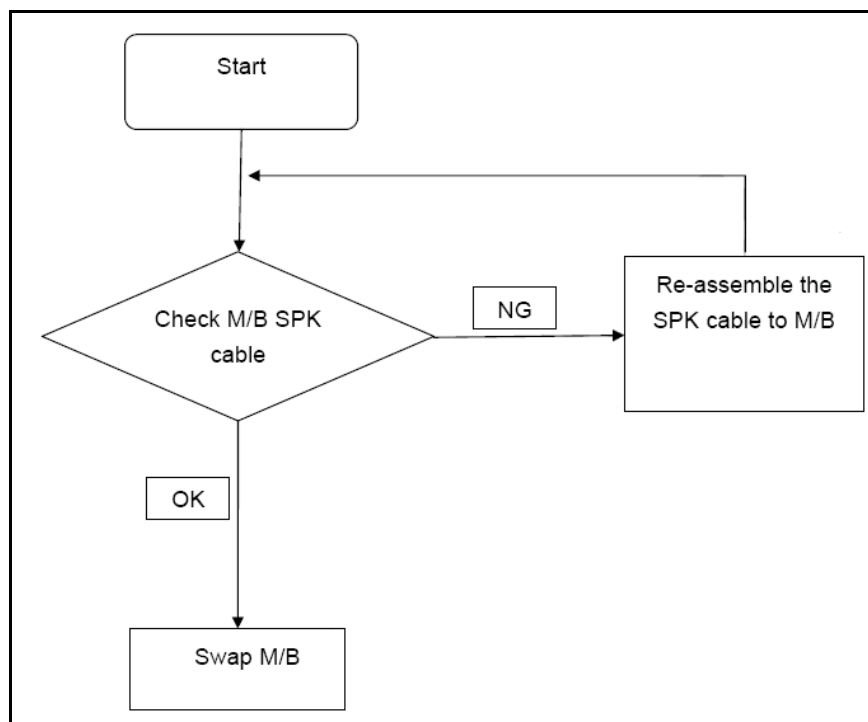 Start
Check M/B SPK
cable
NG
Re-assemble the
SPK cable to M/B
OK
Swap M/B